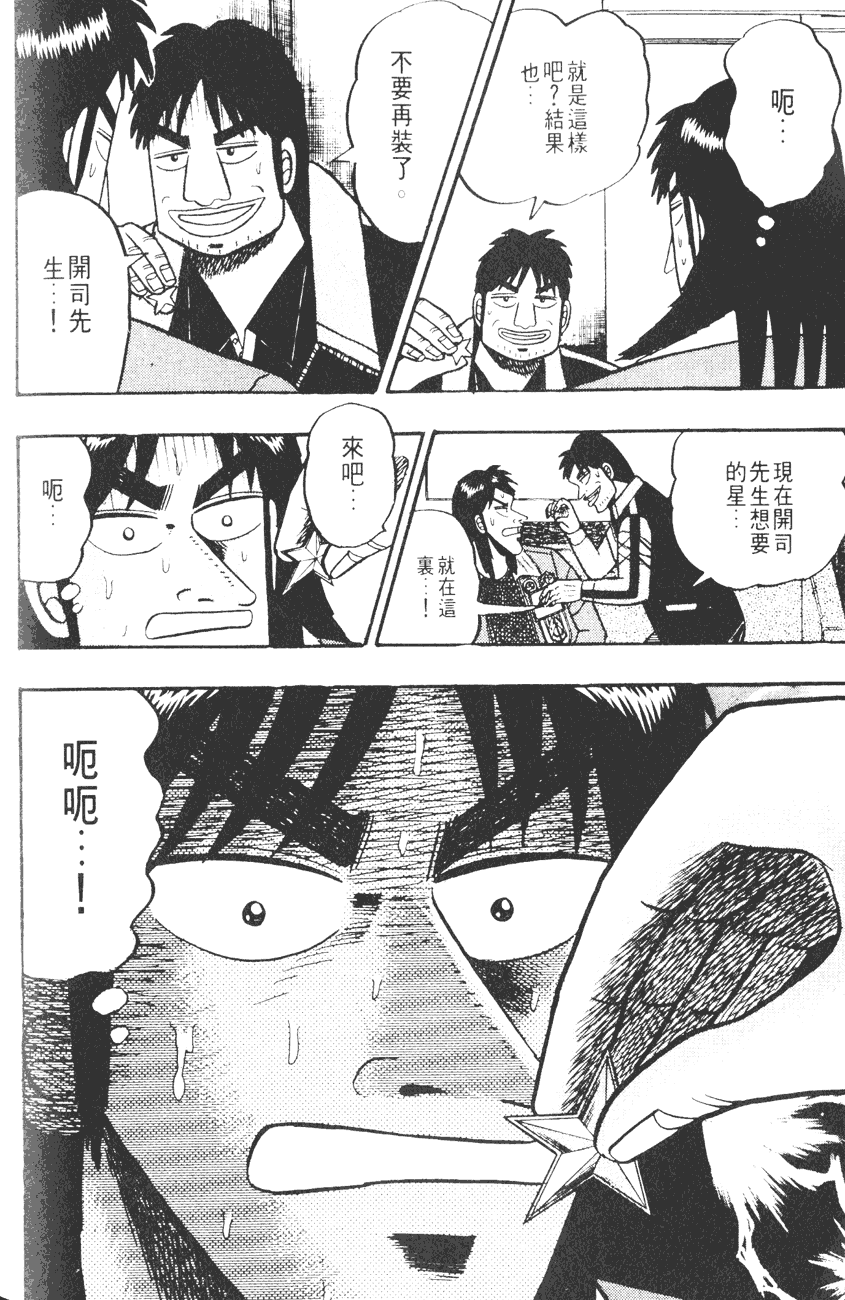 呃…
就是這樣
吧？結果
也…
不要再裝了。
開司先
生…！
現在開司
先生想要
的星…
就在這
裏…！
來吧…
呃…
呃呃…！